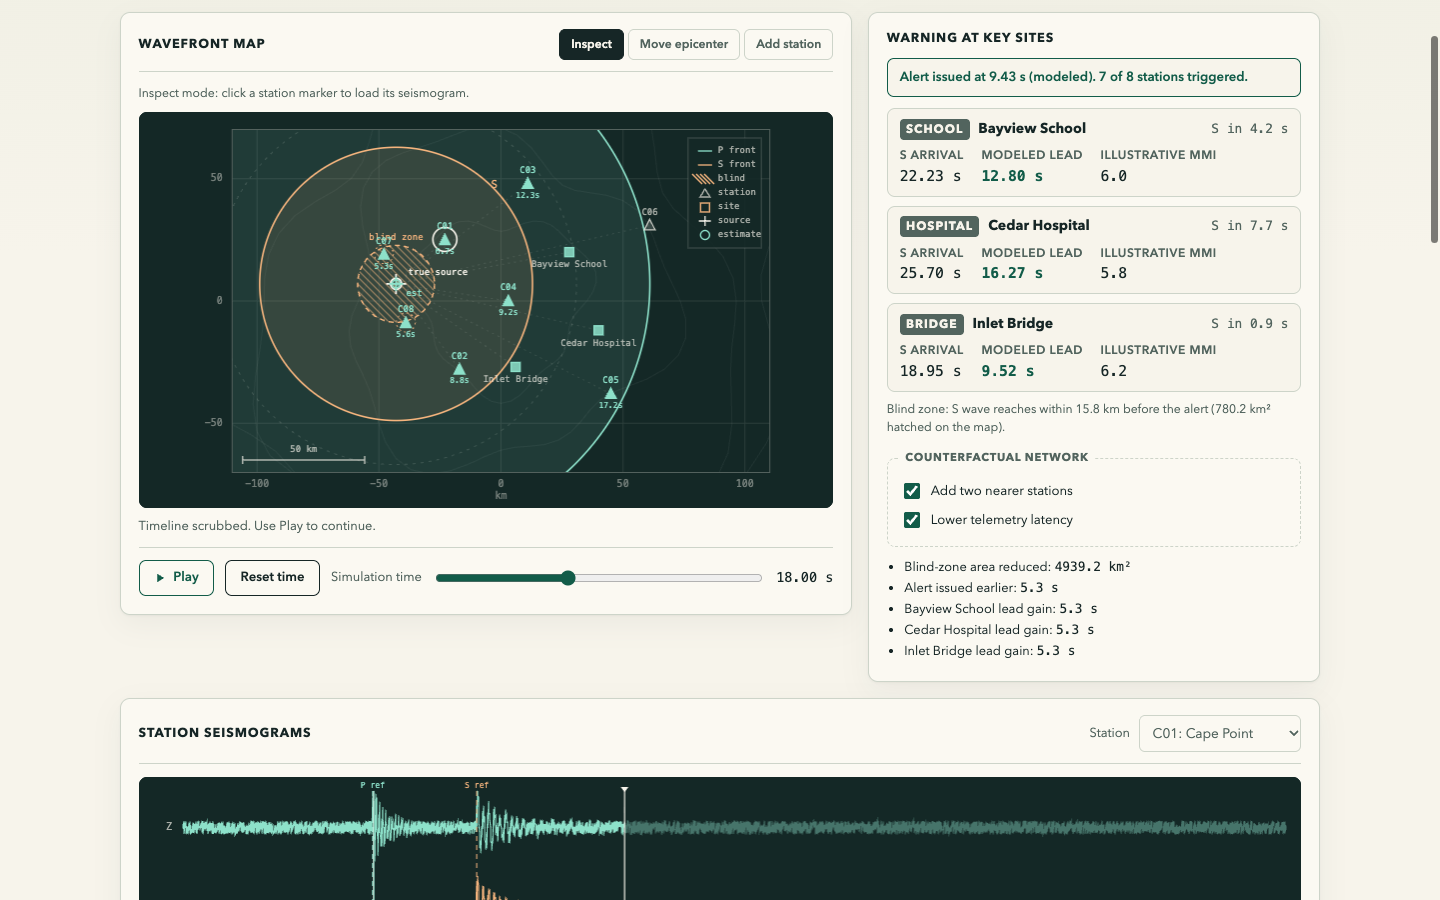 WAVEFRONT MAP
Inspect
Move epicenter
Add station
Inspect mode: click a station marker to load its seismogram.
P front
S front
blind
station
site
source
estimate
50
0
−50
−100
−50
0
50
100
km
50 km
S
C03
12.3s
C06
C01
6.7s
blind zone
C07
5.3s
true source
est
Bayview School
C04
9.2s
C08
5.6s
Cedar Hospital
C02
8.8s
Inlet Bridge
C05
17.2s
Timeline scrubbed. Use Play to continue.
Play
Reset time
Simulation time
18.00 s
WARNING AT KEY SITES
Alert issued at 9.43 s (modeled). 7 of 8 stations triggered.
SCHOOL Bayview School S in 4.2 s
S ARRIVAL MODELED LEAD ILLUSTRATIVE MMI
22.23 s 12.80 s 6.0
HOSPITAL Cedar Hospital S in 7.7 s
S ARRIVAL MODELED LEAD ILLUSTRATIVE MMI
25.70 s 16.27 s 5.8
BRIDGE Inlet Bridge S in 0.9 s
S ARRIVAL MODELED LEAD ILLUSTRATIVE MMI
18.95 s 9.52 s 6.2
Blind zone: S wave reaches within 15.8 km before the alert (780.2 km²
hatched on the map).
COUNTERFACTUAL NETWORK
Add two nearer stations
Lower telemetry latency
• Blind-zone area reduced: 4939.2 km²
• Alert issued earlier: 5.3 s
• Bayview School lead gain: 5.3 s
• Cedar Hospital lead gain: 5.3 s
• Inlet Bridge lead gain: 5.3 s
STATION SEISMOGRAMS
Station
C01: Cape Point
P ref
S ref
Z